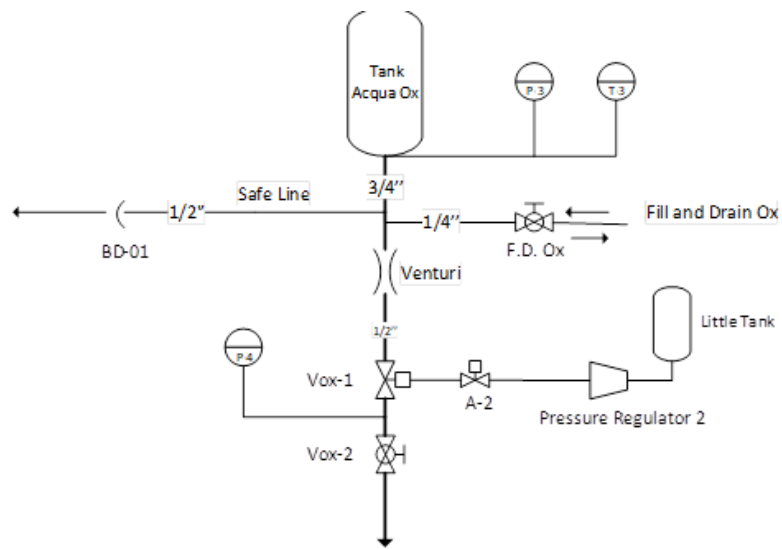 Tank
Acqua Ox
P-3
T-3
3/4''
Safe Line
1/2"
1/4''
Fill and Drain Ox
BD-01
F.D. Ox
Venturi
1/2''
Little Tank
P-4
Vox-1
A-2
Pressure Regulator 2
Vox-2